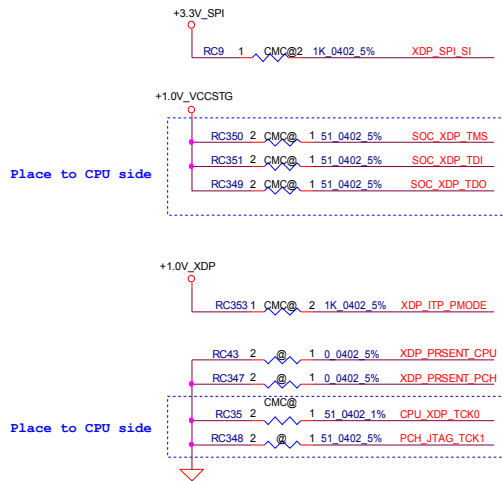 +3.3V_SPI
RC9 1 CMC@ 2 1K_0402_5% XDP_SPI_SI
+1.0V_VCCSTG
RC350 2 CMC@ 1 51_0402_5% SOC_XDP_TMS
RC351 2 CMC@ 1 51_0402_5% SOC_XDP_TDI
Place to CPU side
RC349 2 CMC@ 1 51_0402_5% SOC_XDP_TDO
+1.0V_XDP
RC353 1 CMC@ 2 1K_0402_5% XDP_ITP_PMODE
RC43 2 @ 1 0_0402_5% XDP_PRSENT_CPU
RC347 2 @ 1 0_0402_5% XDP_PRSENT_PCH
CMC@
RC35 2 1 51_0402_1% CPU_XDP_TCK0
Place to CPU side
RC348 2 @ 1 51_0402_5% PCH_JTAG_TCK1